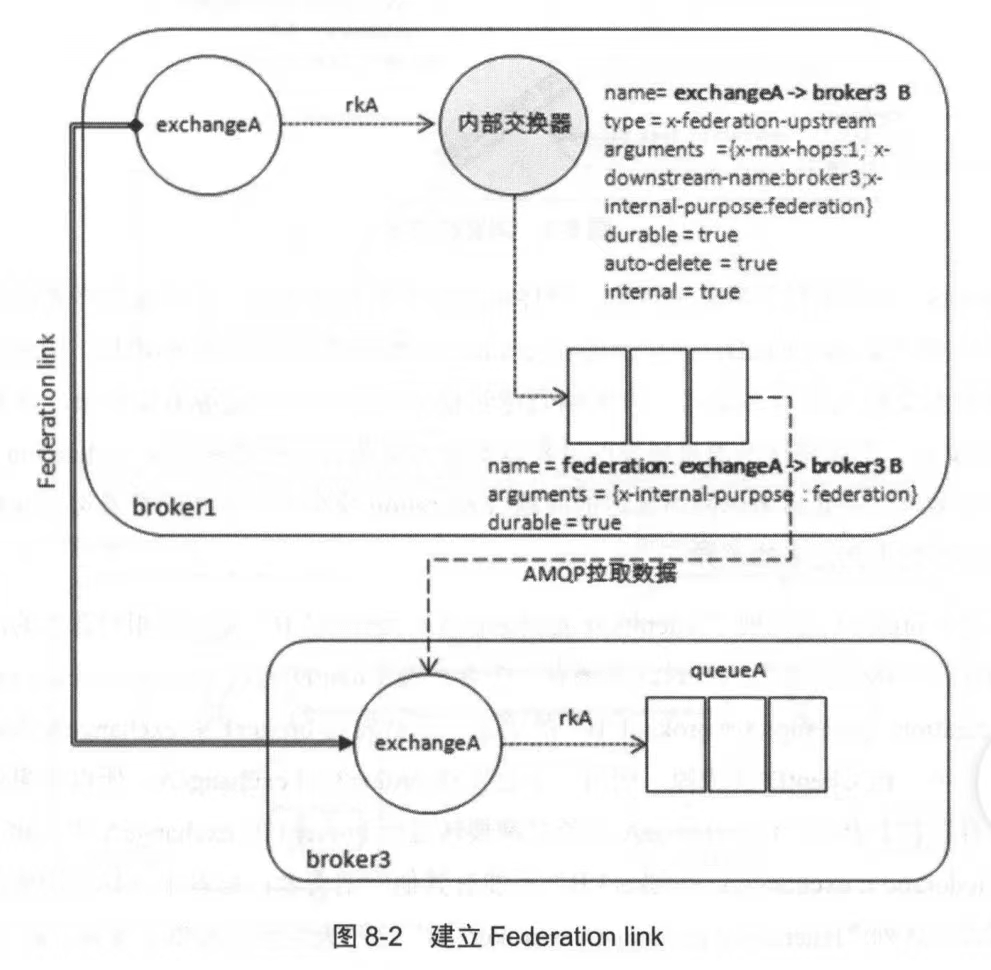 exchangeA
rkA
内部交换器
name= exchangeA -> broker3 B
type = x-federation-upstream
arguments ={x-max-hops:1; x-
downstream-name:broker3;x-
internal-purpose:federation}
durable = true
auto-delete = true
internal = true
Federation link
name = federation: exchangeA -> broker3 B
arguments = {x-internal-purpose : federation}
durable = true
broker1
AMQP拉取数据
queueA
exchangeA
rkA
broker3
图 8-2 建立 Federation link